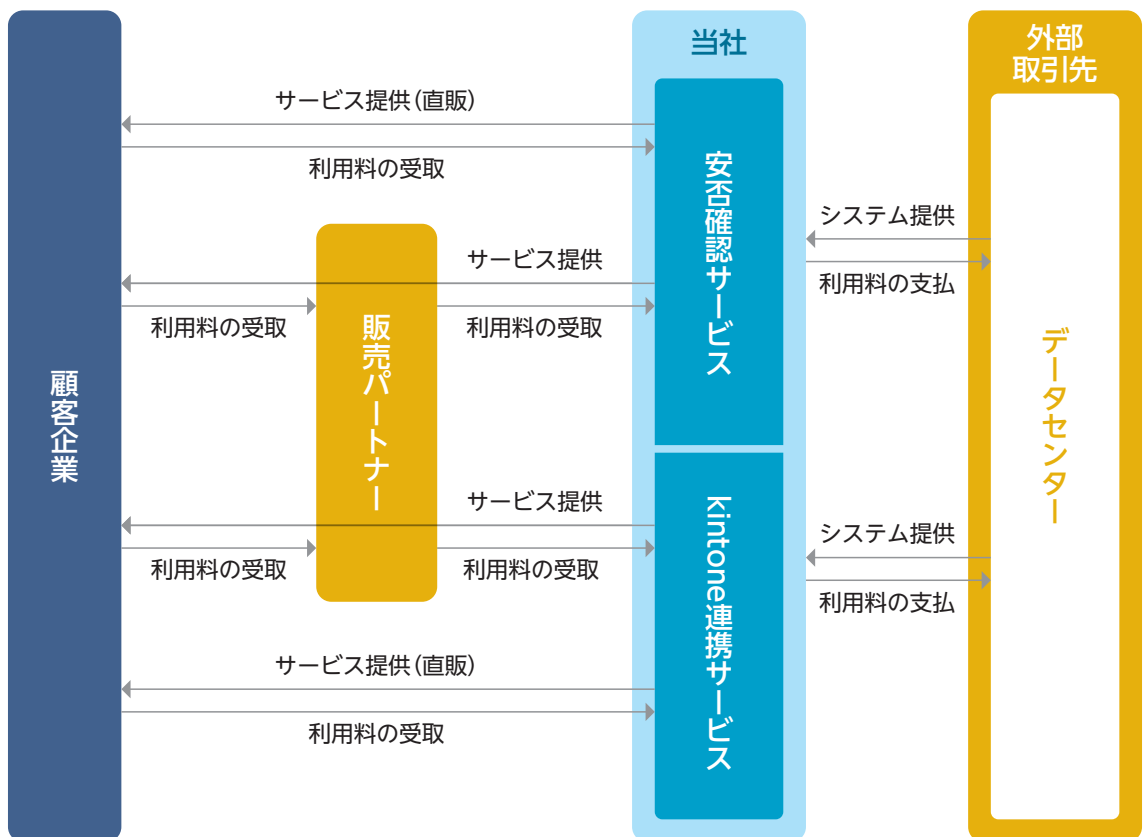 当社
外部
取引先
サービス提供（直販）
利用料の受取
安否確認サービス
システム提供
利用料の支払
サービス提供
利用料の受取
利用料の受取
販売パートナー
顧客企業
データセンター
サービス提供
利用料の受取
利用料の受取
kintone連携サービス
システム提供
利用料の支払
サービス提供（直販）
利用料の受取